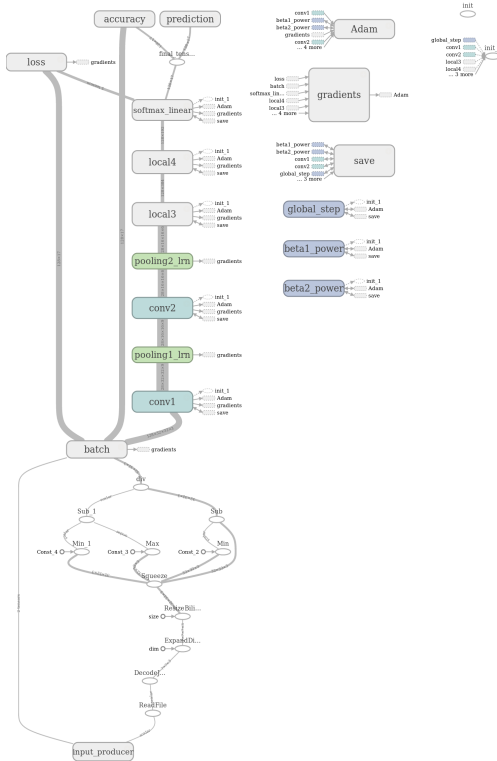 accuracy
prediction
final_tens...
loss
gradients
softmax_linear
init_1
Adam
gradients
save
local4
init_1
Adam
gradients
save
local3
init_1
Adam
gradients
save
pooling2_lrn
gradients
conv2
init_1
Adam
gradients
save
pooling1_lrn
gradients
conv1
init_1
Adam
gradients
save
batch
gradients
div
Sub_1
Sub
Const_4
Min_1
Const_3
Max
Const_2
Min
Squeeze
size
ResizeBili...
dim
ExpandDi...
DecodeJ...
ReadFile
input_producer
conv1
beta1_power
beta2_power
gradients
conv2
... 4 more
Adam
loss
batch
softmax_lin...
local4
local3
... 4 more
gradients
Adam
beta1_power
beta2_power
conv1
conv2
global_step
... 3 more
save
global_step
init_1
Adam
save
beta1_power
init_1
Adam
save
beta2_power
init_1
Adam
save
init
global_step
conv1
conv2
local3
local4
... 3 more
init_